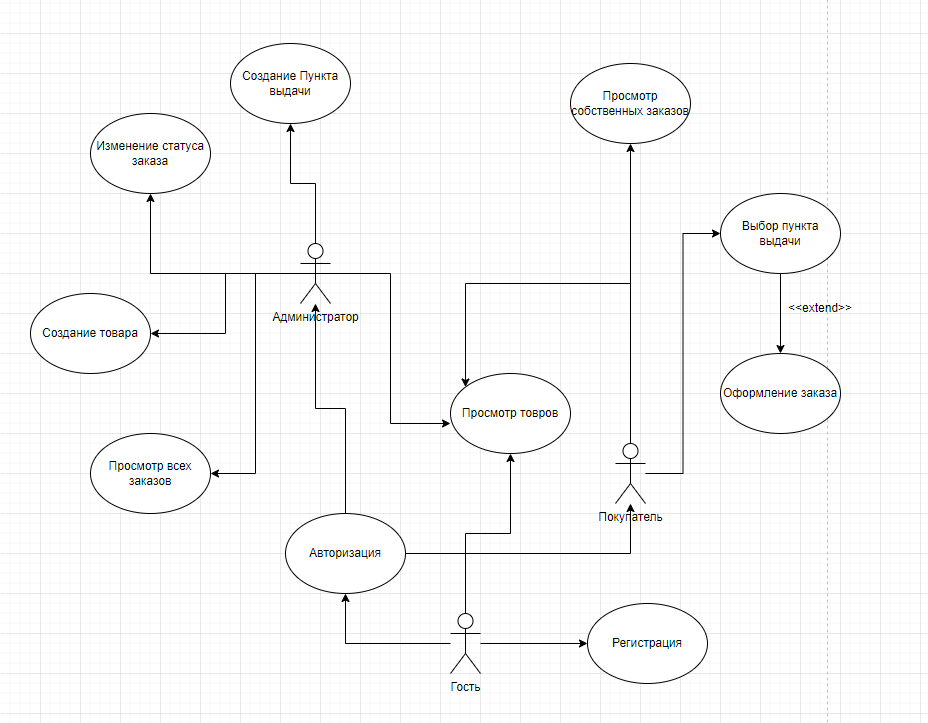 Создание Пункта
выдачи
Просмотр
собственных заказов
Изменение статуса
заказа
Выбор пункта
выдачи
<<extend>>
Администратор
Создание товара
Оформление заказа
Просмотр товров
Просмотр всех
заказов
Покупатель
Авторизация
Регистрация
Гость